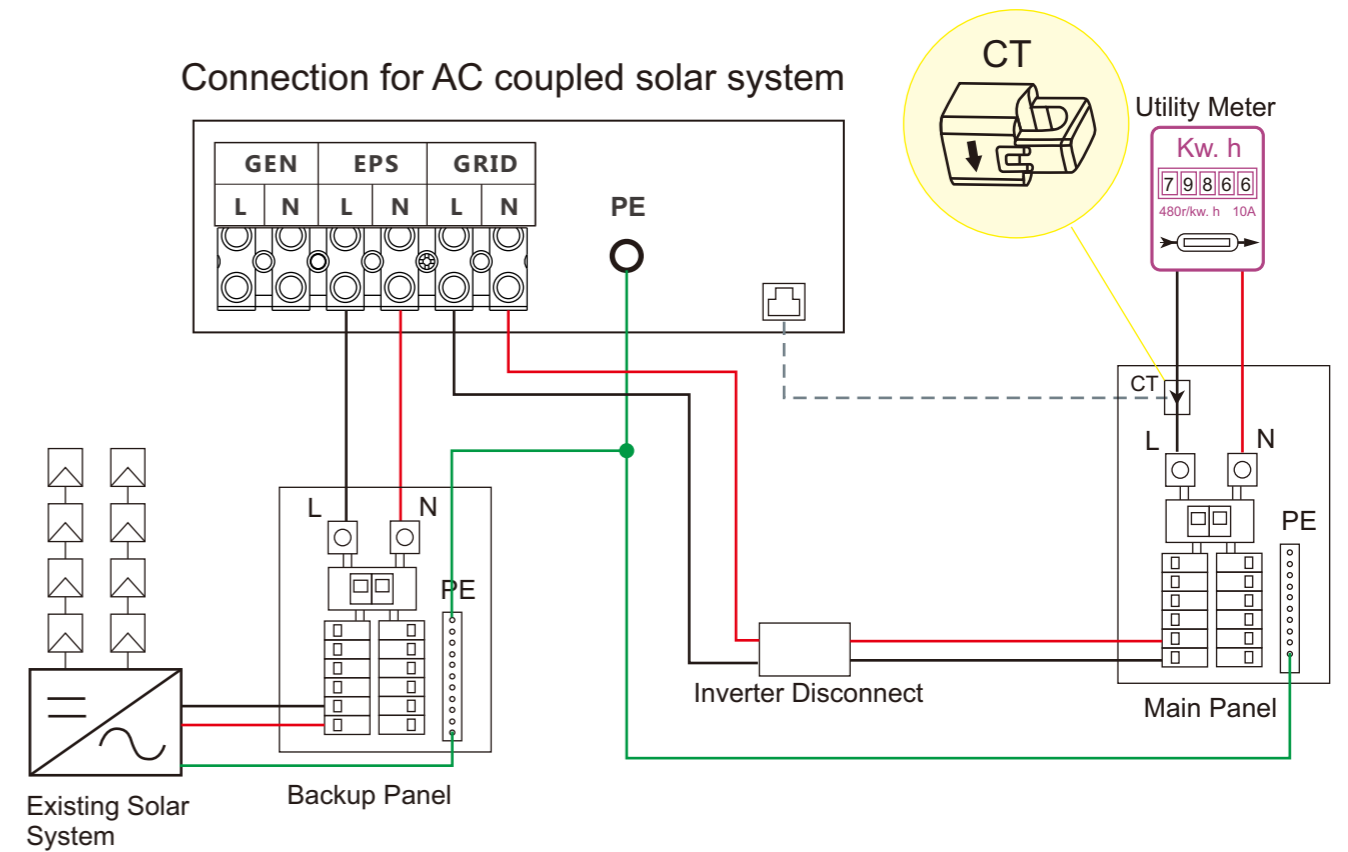 Connection for AC coupled solar system
CT
Utility Meter
Kw. h
79866
480r/kw. h 10A
GEN EPS GRID
L N L N L N
PE
CT
L N
PE
L N
PE
Inverter Disconnect
Main Panel
Backup Panel
Existing Solar
System